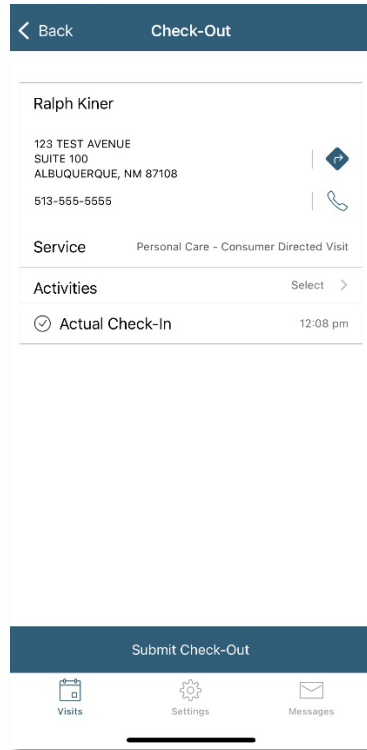 Back Check-Out
Ralph Kiner
123 TEST AVENUE
SUITE 100
ALBUQUERQUE, NM 87108
513-555-5555
Service Personal Care - Consumer Directed Visit
Activities Select
Actual Check-In 12:08 pm
Submit Check-Out
Visits Settings Messages